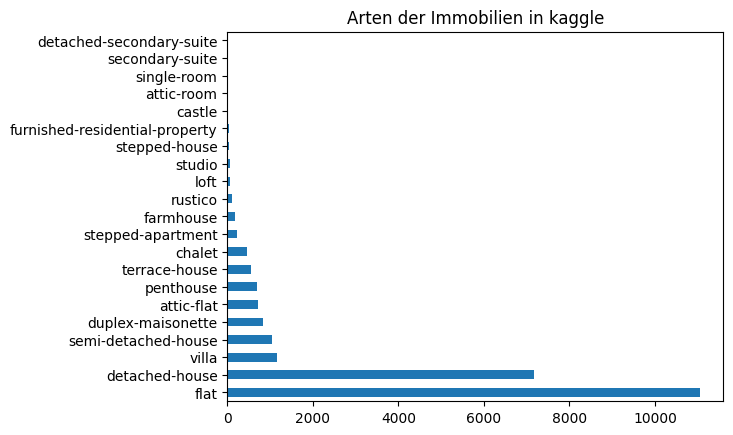 Arten der Immobilien in kaggle
detached-secondary-suite
secondary-suite
single-room
attic-room
castle
furnished-residential-property
stepped-house
studio
loft
rustico
farmhouse
stepped-apartment
chalet
terrace-house
penthouse
attic-flat
duplex-maisonette
semi-detached-house
villa
detached-house
flat
0 2000 4000 6000 8000 10000